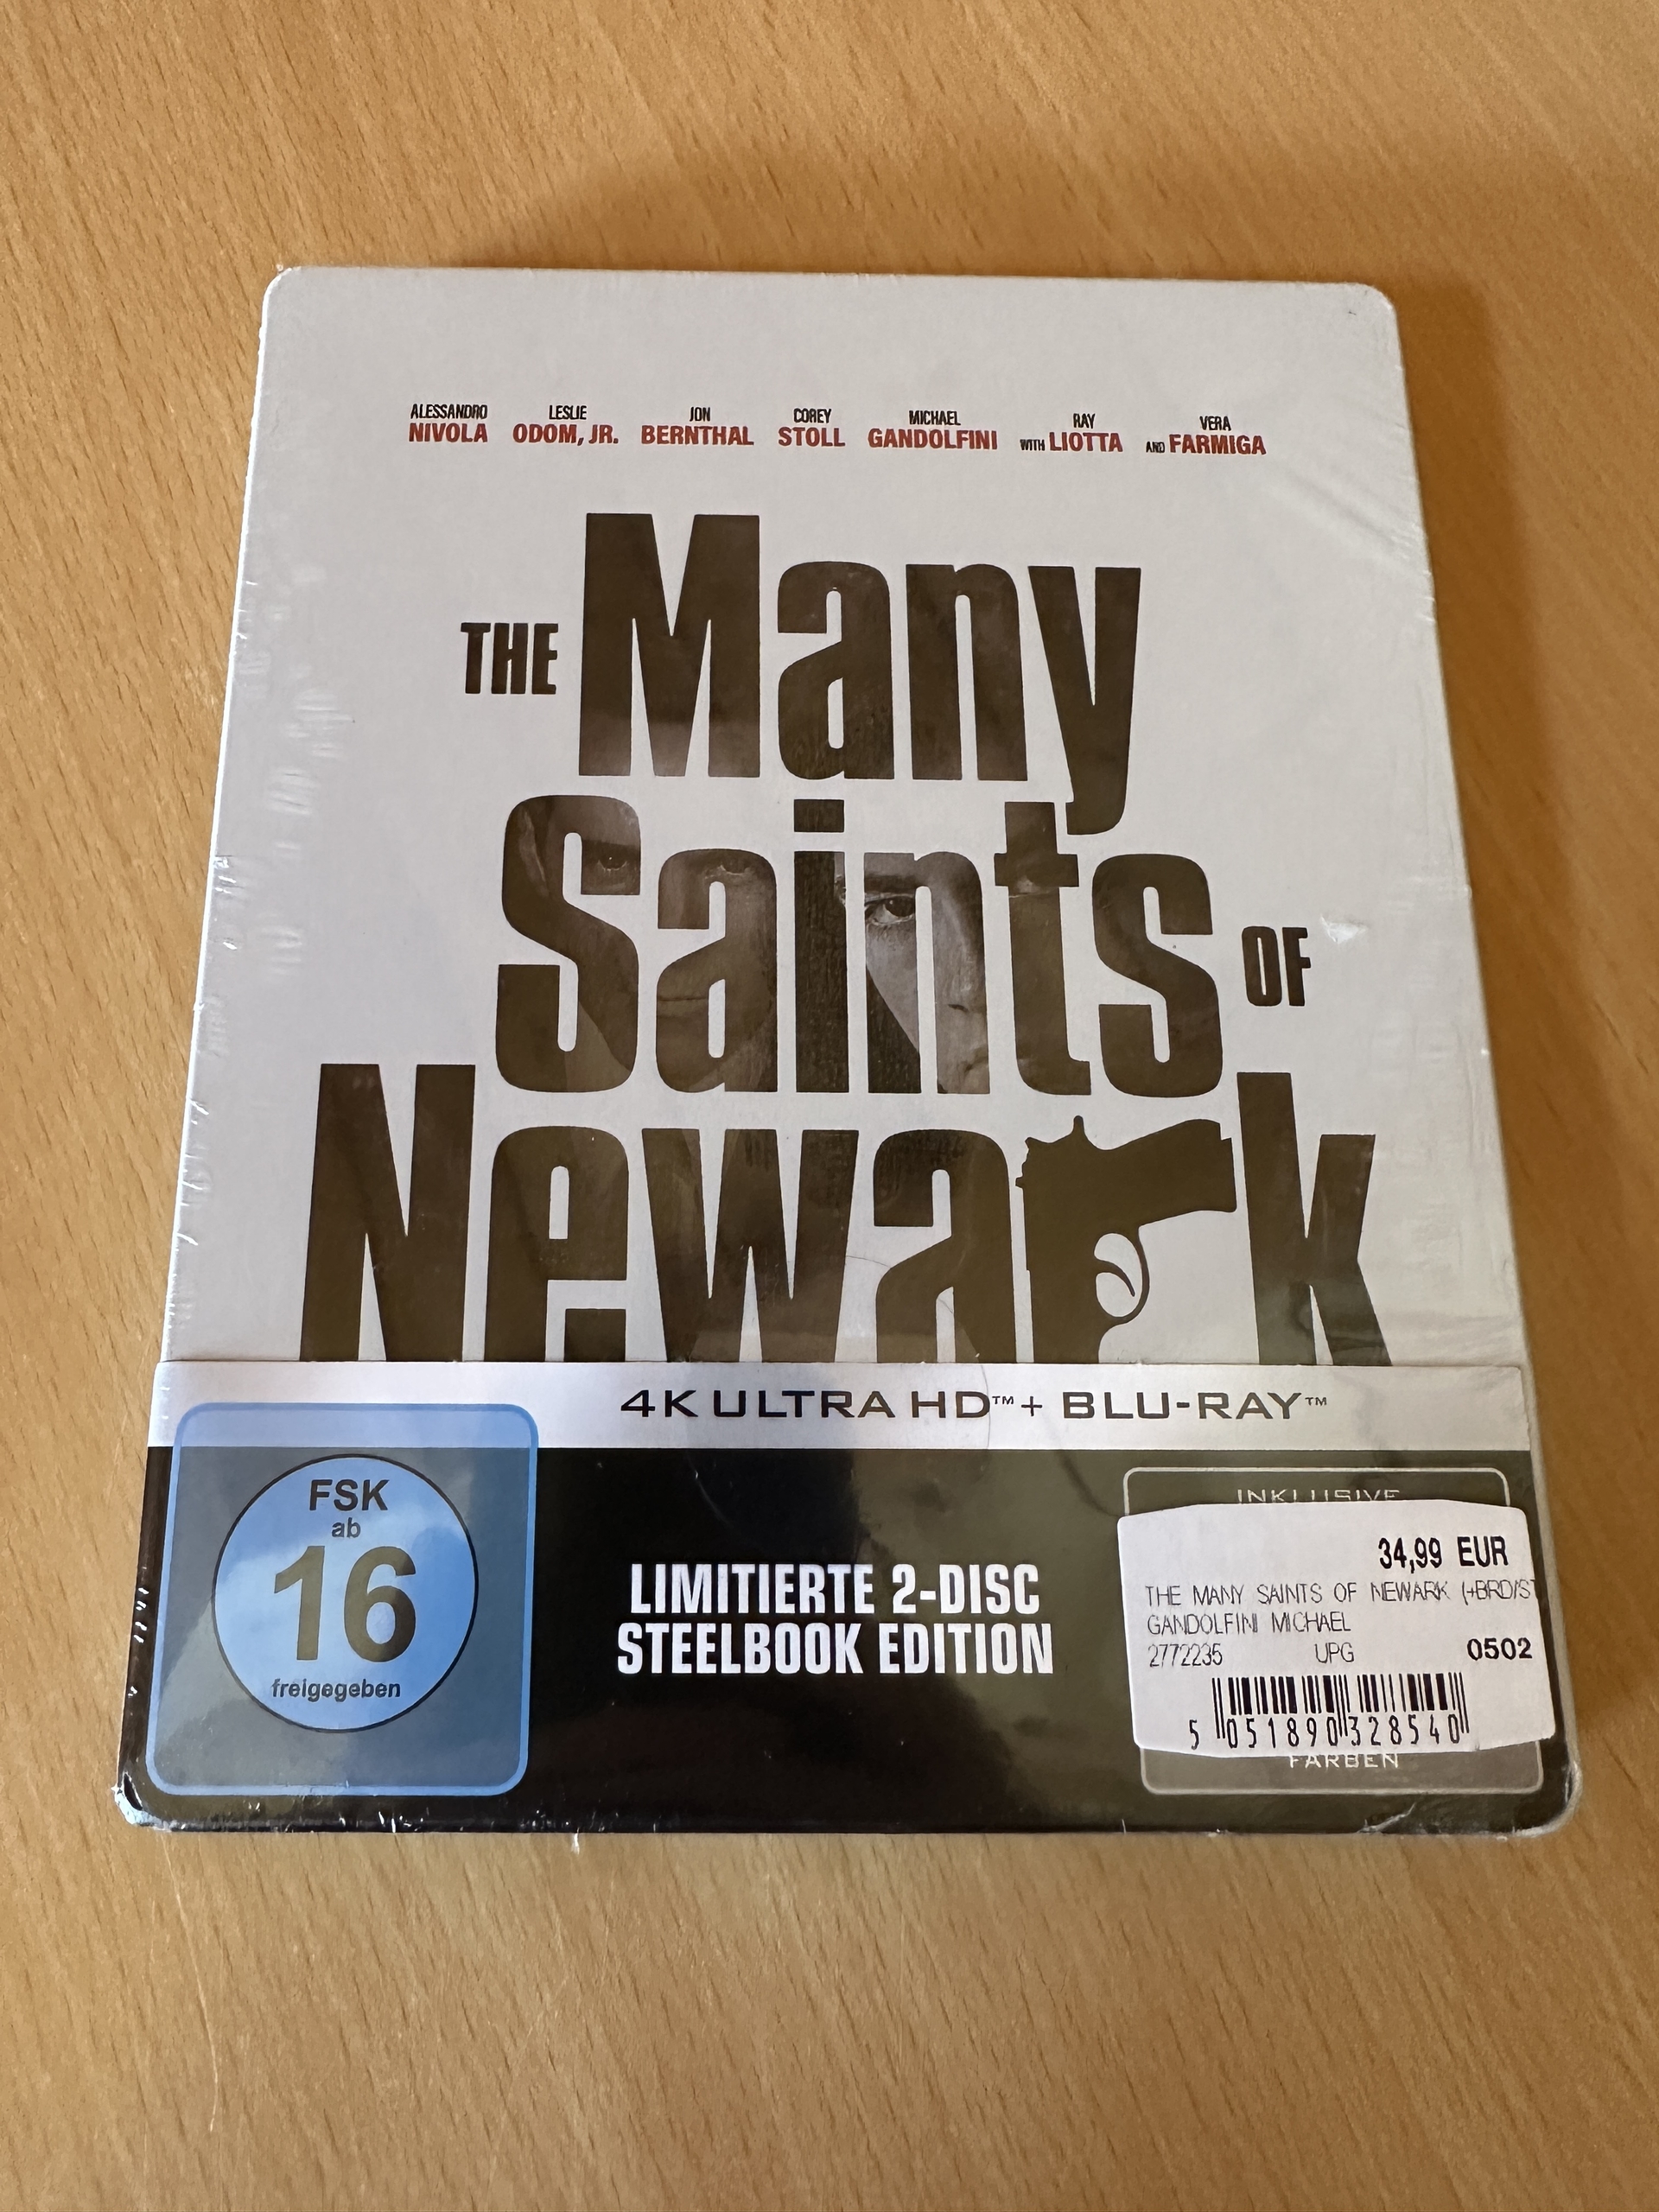 ALESSANDRO NIVOLA LESLIE ODOM, JR. JON BERNTHAL COREY STOLL MICHAEL GANDOLFINI WITH RAY LIOTTA AND VERA FARMIGA
THE Many
Saints OF
Newark
4K ULTRA HD™ + BLU-RAY™
FSK
ab
16
freigegeben
LIMITIERTE 2-DISC
STEELBOOK EDITION
INKLUSIVE
34,99 EUR
THE MANY SAINTS OF NEWARK (+BRD/ST
GANDOLFINI MICHAEL
2772235 UPG 0502
5 051890 328540
FARBEN